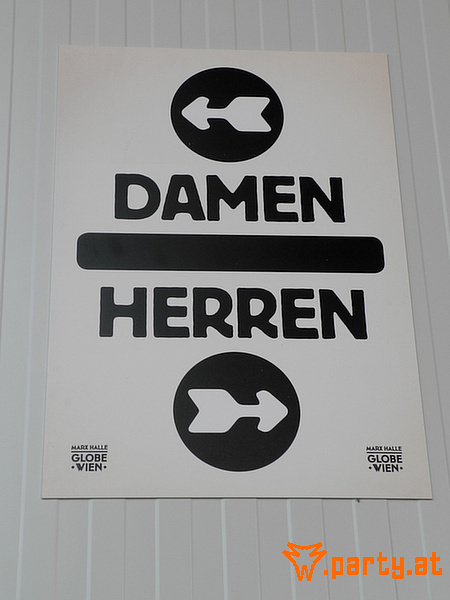 DAMEN
HERREN
MARX HALLE
GLOBE
• WIEN •
MARX HALLE
GLOBE
• WIEN •
W.party.at